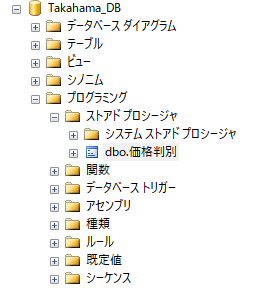 Takahama_DB
データベース ダイアグラム
テーブル
ビュー
シノニム
プログラミング
ストアド プロシージャ
システム ストアド プロシージャ
dbo.価格判別
関数
データベース トリガー
アセンブリ
種類
ルール
既定値
シーケンス